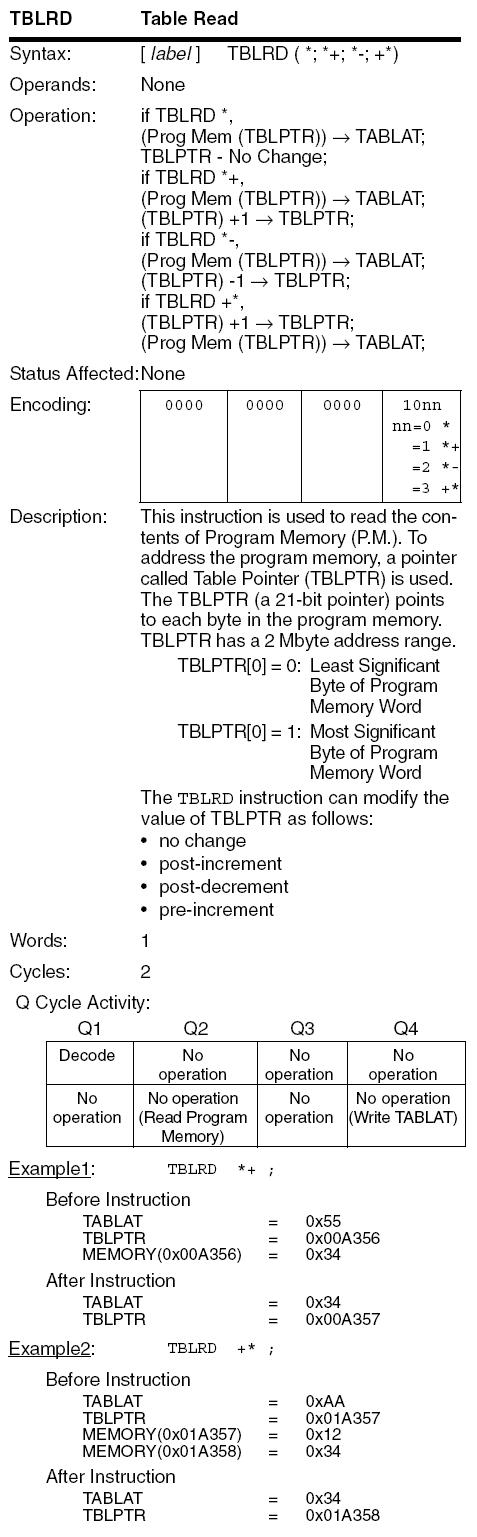 TBLRD Table Read
Syntax: [ label ] TBLRD ( *; *+; *-; +*)
Operands: None
Operation: if TBLRD *,
(Prog Mem (TBLPTR)) → TABLAT;
TBLPTR - No Change;
if TBLRD *+,
(Prog Mem (TBLPTR)) → TABLAT;
(TBLPTR) +1 → TBLPTR;
if TBLRD *-,
(Prog Mem (TBLPTR)) → TABLAT;
(TBLPTR) -1 → TBLPTR;
if TBLRD +*,
(TBLPTR) +1 → TBLPTR;
(Prog Mem (TBLPTR)) → TABLAT;
Status Affected: None
Encoding: 0000 0000 0000 10nn
nn=0 *
=1 *+
=2 *-
=3 +*
Description: This instruction is used to read the con-
tents of Program Memory (P.M.). To
address the program memory, a pointer
called Table Pointer (TBLPTR) is used.
The TBLPTR (a 21-bit pointer) points
to each byte in the program memory.
TBLPTR has a 2 Mbyte address range.
TBLPTR[0] = 0: Least Significant
Byte of Program
Memory Word
TBLPTR[0] = 1: Most Significant
Byte of Program
Memory Word
The TBLRD instruction can modify the
value of TBLPTR as follows:
• no change
• post-increment
• post-decrement
• pre-increment
Words: 1
Cycles: 2
Q Cycle Activity:
Q1 Q2 Q3 Q4
Decode No No No
operation operation operation
No No operation No No operation
operation (Read Program operation (Write TABLAT)
Memory)
Example1: TBLRD *+ ;
Before Instruction
TABLAT = 0x55
TBLPTR = 0x00A356
MEMORY(0x00A356) = 0x34
After Instruction
TABLAT = 0x34
TBLPTR = 0x00A357
Example2: TBLRD +* ;
Before Instruction
TABLAT = 0xAA
TBLPTR = 0x01A357
MEMORY(0x01A357) = 0x12
MEMORY(0x01A358) = 0x34
After Instruction
TABLAT = 0x34
TBLPTR = 0x01A358